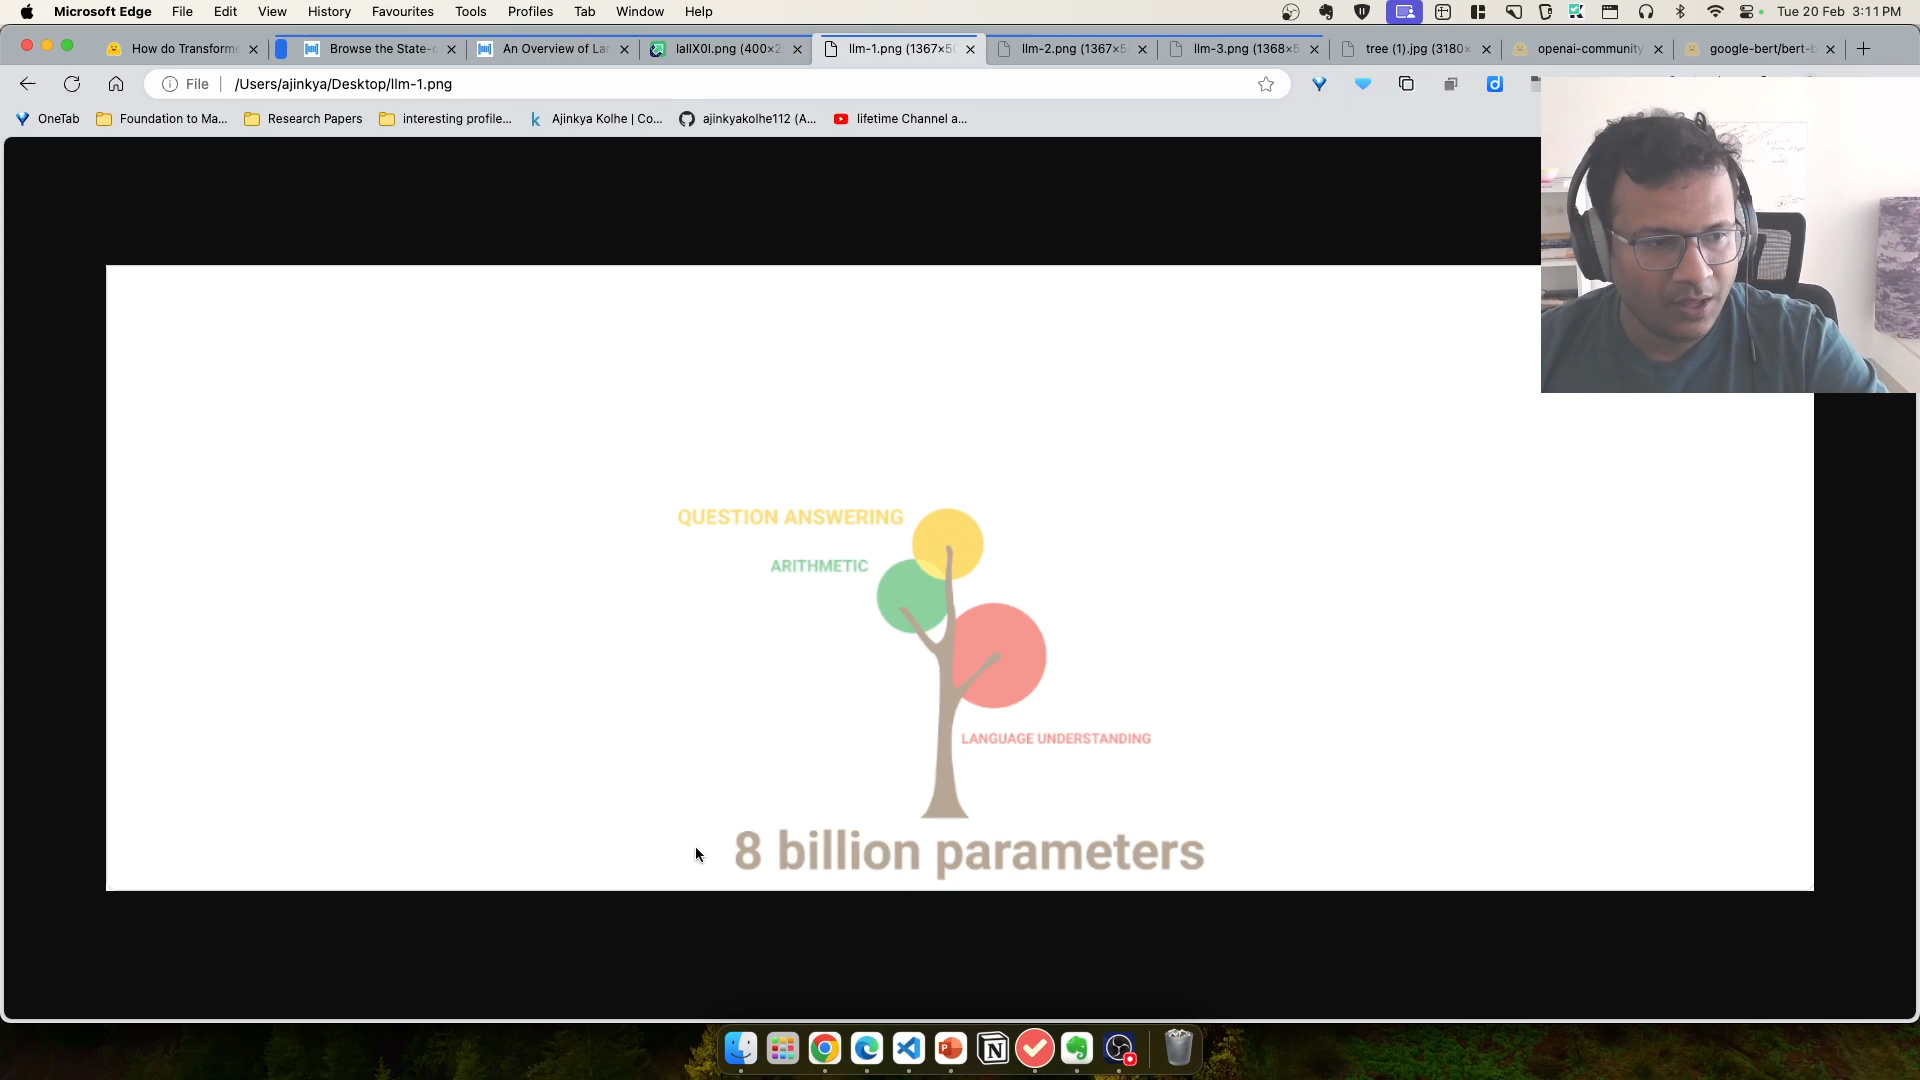 Microsoft Edge File Edit View History Favourites Tools Profiles Tab Window Help Tue 20 Feb 3:11 PM
How do Transforme Browse the State- An Overview of Lar IaIIX0I.png (400×2 llm-1.png (1367×50 llm-2.png (1367×5 llm-3.png (1368×5 tree (1).jpg (3180× openai-community google-bert/bert-b
File /Users/ajinkya/Desktop/llm-1.png
OneTab Foundation to Ma... Research Papers interesting profile... Ajinkya Kolhe | Co... ajinkyakolhe112 (A... lifetime Channel a...
QUESTION ANSWERING
ARITHMETIC
LANGUAGE UNDERSTANDING
8 billion parameters